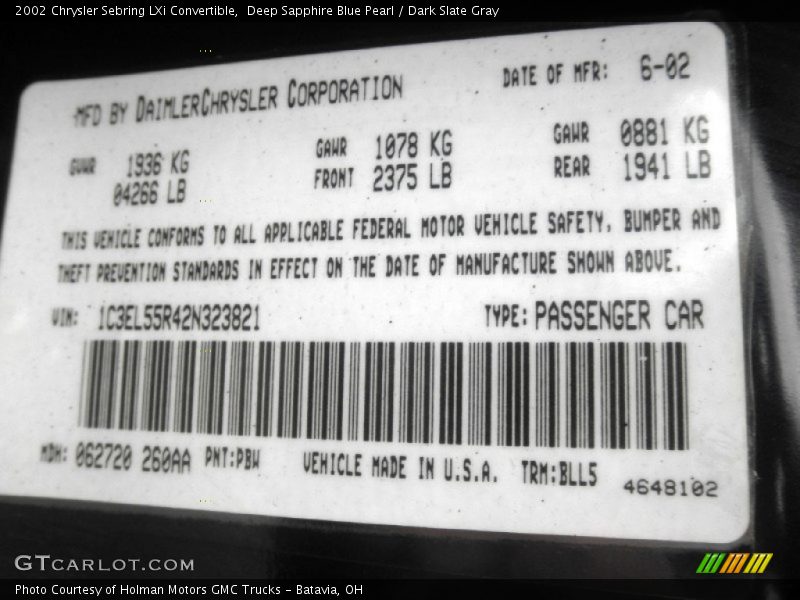 2002 Chrysler Sebring LXi Convertible,  Deep Sapphire Blue Pearl / Dark Slate Gray
MFD BY DAIMLERCHRYSLER CORPORATION DATE OF MFR: 6-02
GVWR 1936 KG GAWR 1078 KG GAWR 0881 KG
04266 LB FRONT 2375 LB REAR 1941 LB
THIS VEHICLE CONFORMS TO ALL APPLICABLE FEDERAL MOTOR VEHICLE SAFETY, BUMPER AND
THEFT PREVENTION STANDARDS IN EFFECT ON THE DATE OF MANUFACTURE SHOWN ABOVE.
VIN: 1C3EL55R42N323821 TYPE: PASSENGER CAR
MDH: 062720 260AA PNT:PBW VEHICLE MADE IN U.S.A. TRM:BLL5 4648102
GTCARLOT.COM
Photo Courtesy of Holman Motors GMC Trucks - Batavia, OH